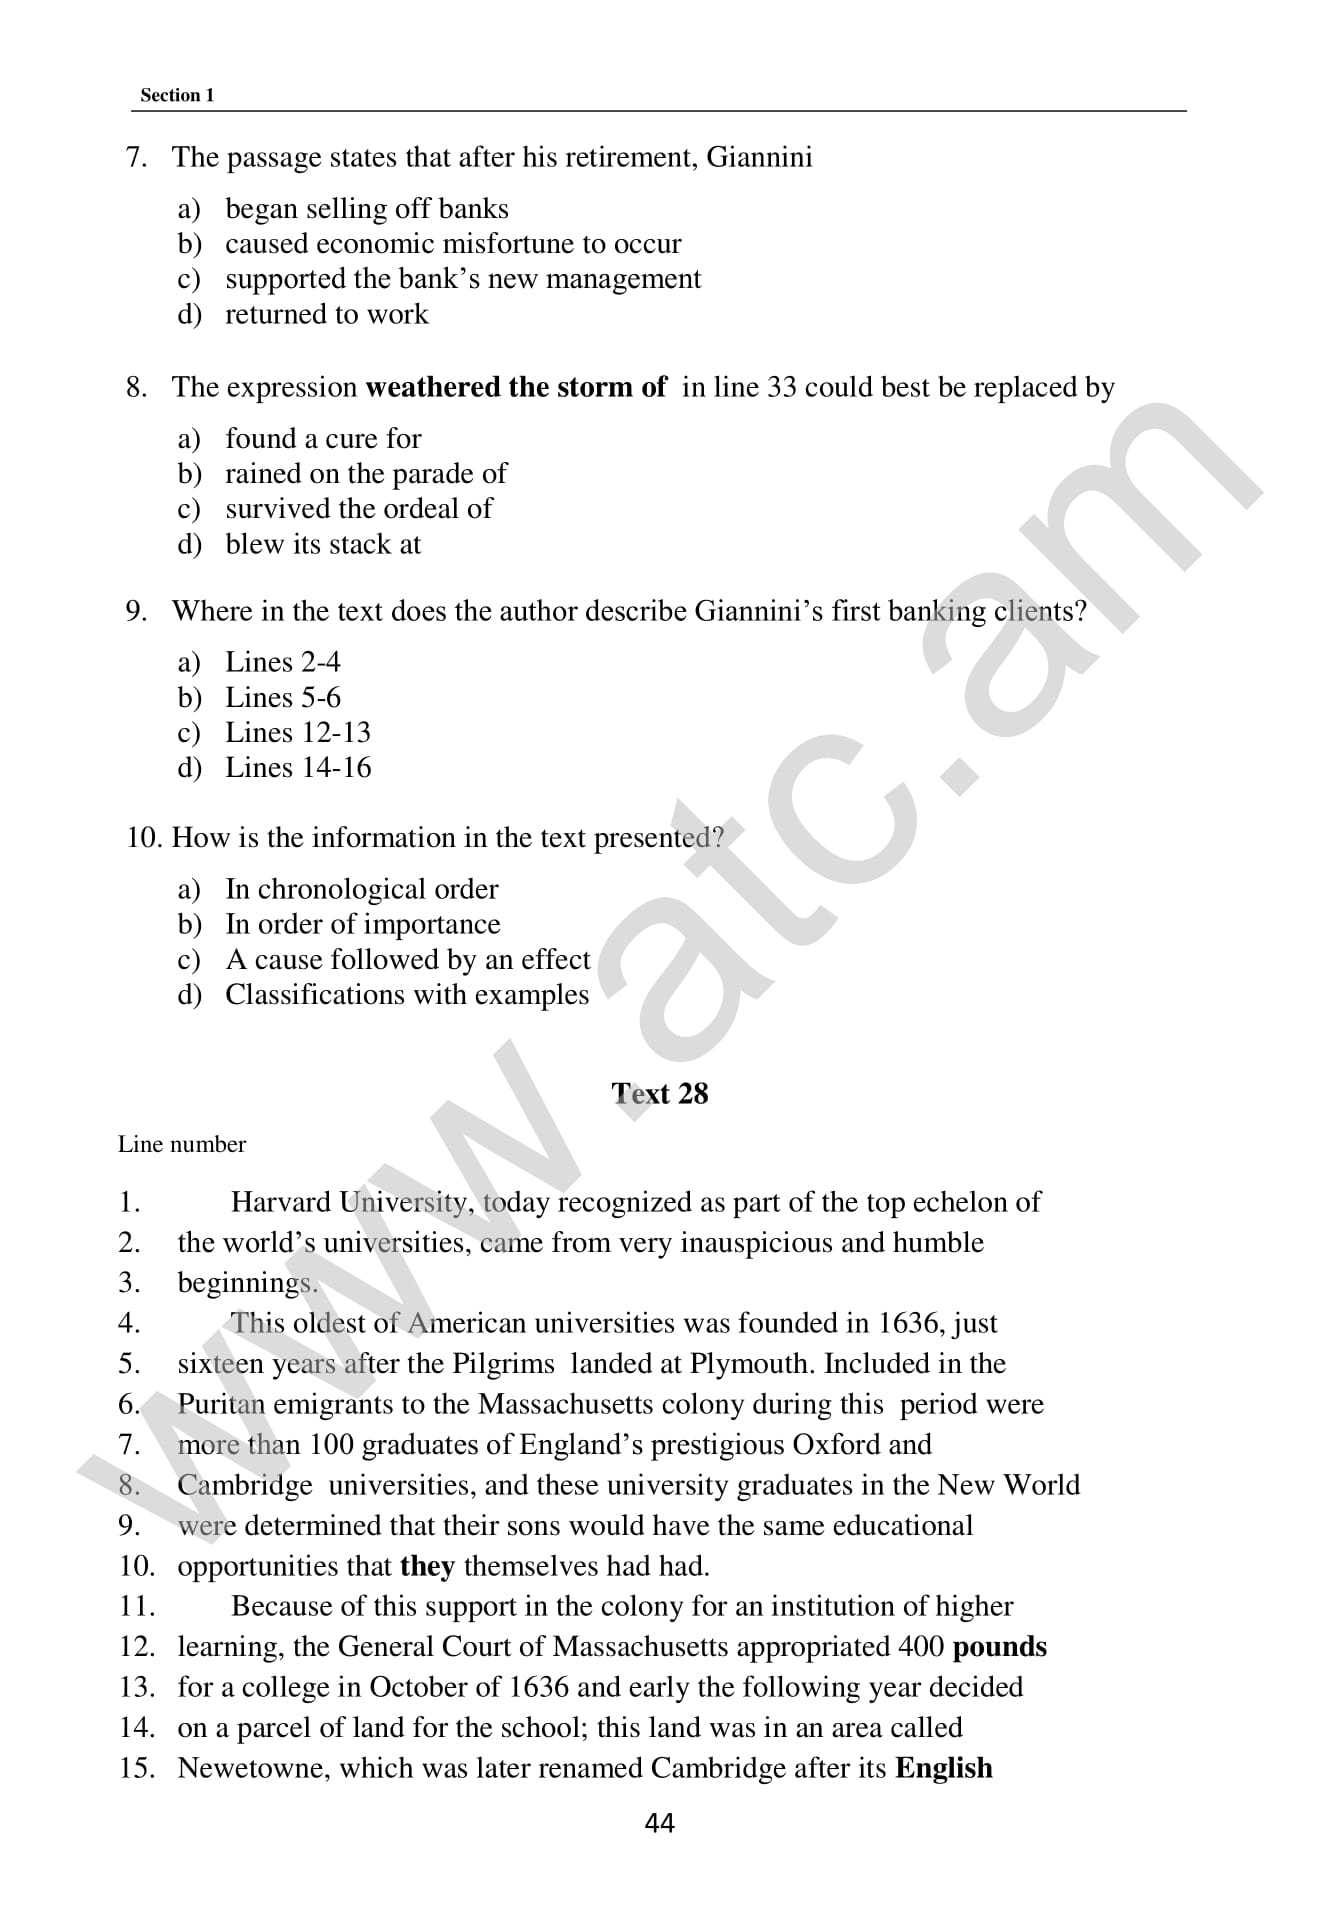 Section 1
7. The passage states that after his retirement, Giannini
a) began selling off banks
b) caused economic misfortune to occur
c) supported the bank's new management
d) returned to work
8. The expression weathered the storm of in line 33 could best be replaced by
a) found a cure for
b) rained on the parade of
c) survived the ordeal of
d) blew its stack at
9. Where in the text does the author describe Giannini's first banking clients?
a) Lines 2-4
b) Lines 5-6
c) Lines 12-13
d) Lines 14-16
10. How is the information in the text presented?
a) In chronological order
b) In order of importance
c) A cause followed by an effect
d) Classifications with examples
Text 28
Line number
1. Harvard University, today recognized as part of the top echelon of
2. the world's universities, came from very inauspicious and humble
3. beginnings.
4. This oldest of American universities was founded in 1636, just
5. sixteen years after the Pilgrims landed at Plymouth. Included in the
6. Puritan emigrants to the Massachusetts colony during this period were
7. more than 100 graduates of England's prestigious Oxford and
8. Cambridge universities, and these university graduates in the New World
9. were determined that their sons would have the same educational
10. opportunities that they themselves had had.
11. Because of this support in the colony for an institution of higher
12. learning, the General Court of Massachusetts appropriated 400 pounds
13. for a college in October of 1636 and early the following year decided
14. on a parcel of land for the school; this land was in an area called
15. Newetowne, which was later renamed Cambridge after its English
44
www.atc.am